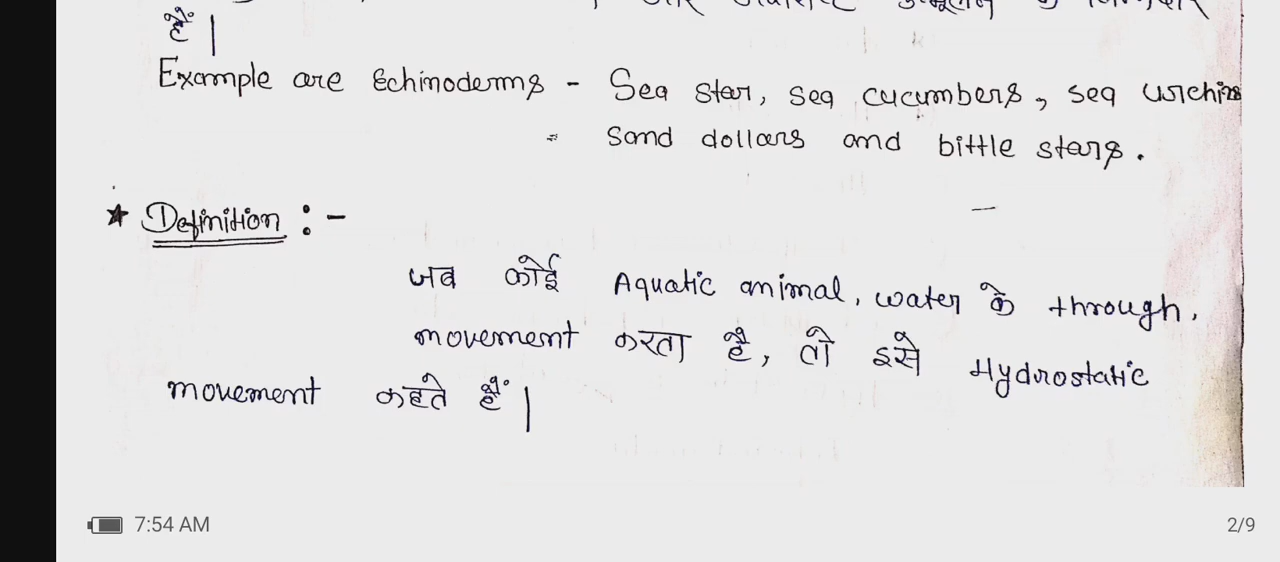 हैं।
Example are Echinoderms - Sea star, sea cucumbers, sea urchins
= Sand dollars and bittle stars.
★ Definition :-
जब कोई Aquatic animal, water के through,
movement करता है, तो इसे Hydrostatic
movement कहते हैं।
7:54 AM
2/9